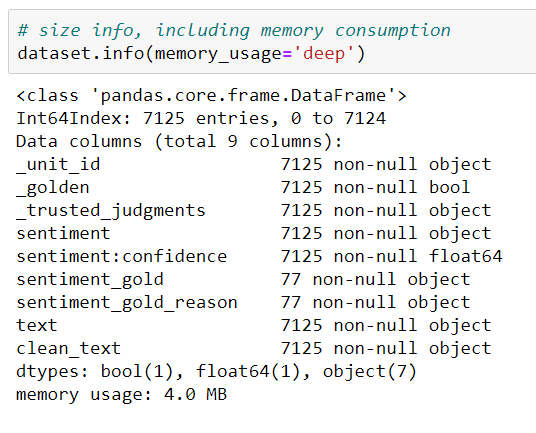 # size info, including memory consumption
dataset.info(memory_usage='deep')
<class 'pandas.core.frame.DataFrame'>
Int64Index: 7125 entries, 0 to 7124
Data columns (total 9 columns):
_unit_id                7125 non-null object
_golden                 7125 non-null bool
_trusted_judgments      7125 non-null object
sentiment               7125 non-null object
sentiment:confidence    7125 non-null float64
sentiment_gold          77 non-null object
sentiment_gold_reason   77 non-null object
text                    7125 non-null object
clean_text              7125 non-null object
dtypes: bool(1), float64(1), object(7)
memory usage: 4.0 MB